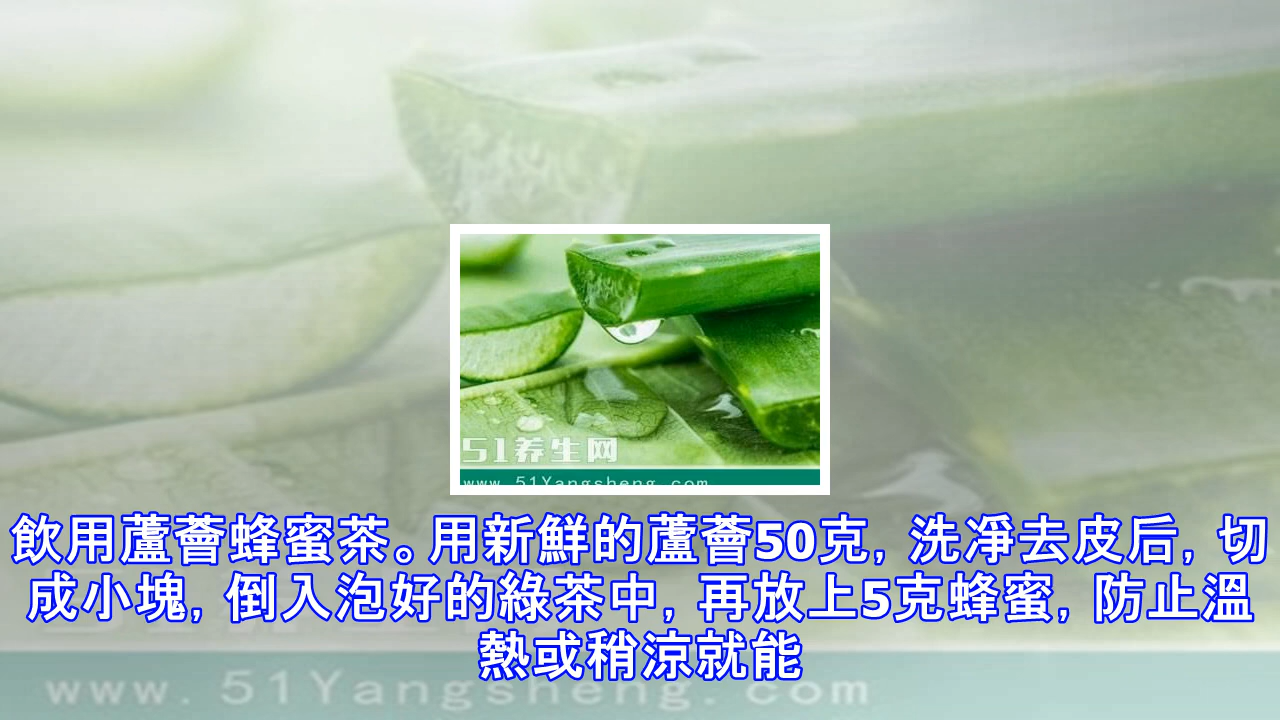 51养生网
www.51Yangsheng.com
飲用蘆薈蜂蜜茶。用新鮮的蘆薈50克, 洗凈去皮后, 切
成小塊, 倒入泡好的綠茶中, 再放上5克蜂蜜, 防止溫
熱或稍涼就能
www.51Yangsheng.com